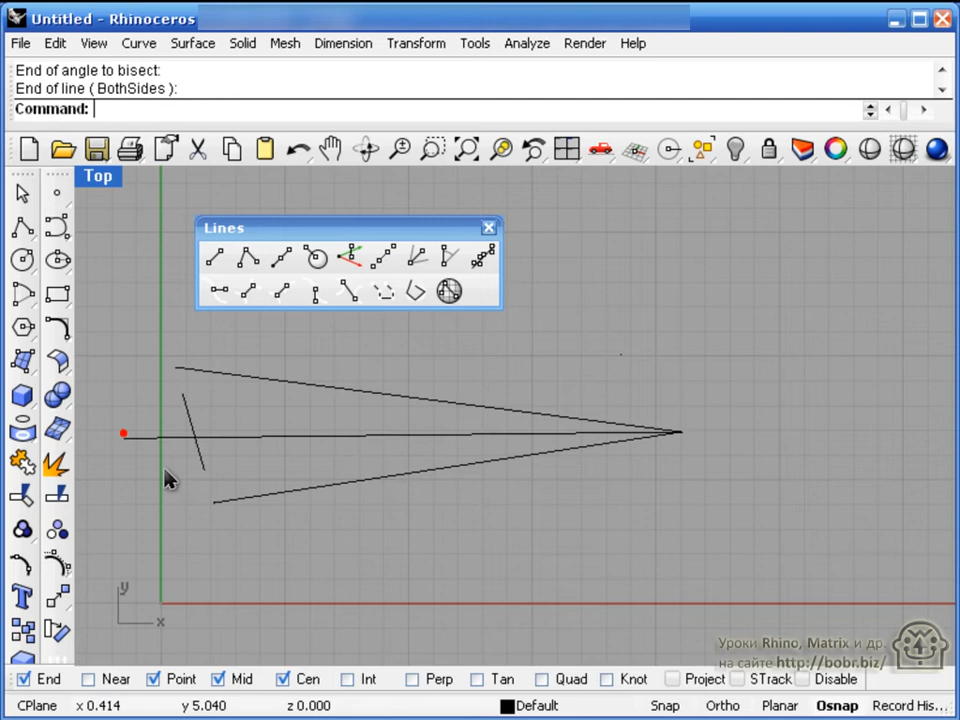 Untitled - Rhinoceros
File Edit View Curve Surface Solid Mesh Dimension Transform Tools Analyze Render Help
End of angle to bisect:
End of line ( BothSides ):
Command:
Top
Lines
y
x
Уроки Rhino, Matrix и др.
на сайте http://bobr.biz/
End Near Point Mid Cen Int Perp Tan Quad Knot Project STrack Disable
CPlane x 0.414 y 5.040 z 0.000 Default Snap Ortho Planar Osnap Record His...